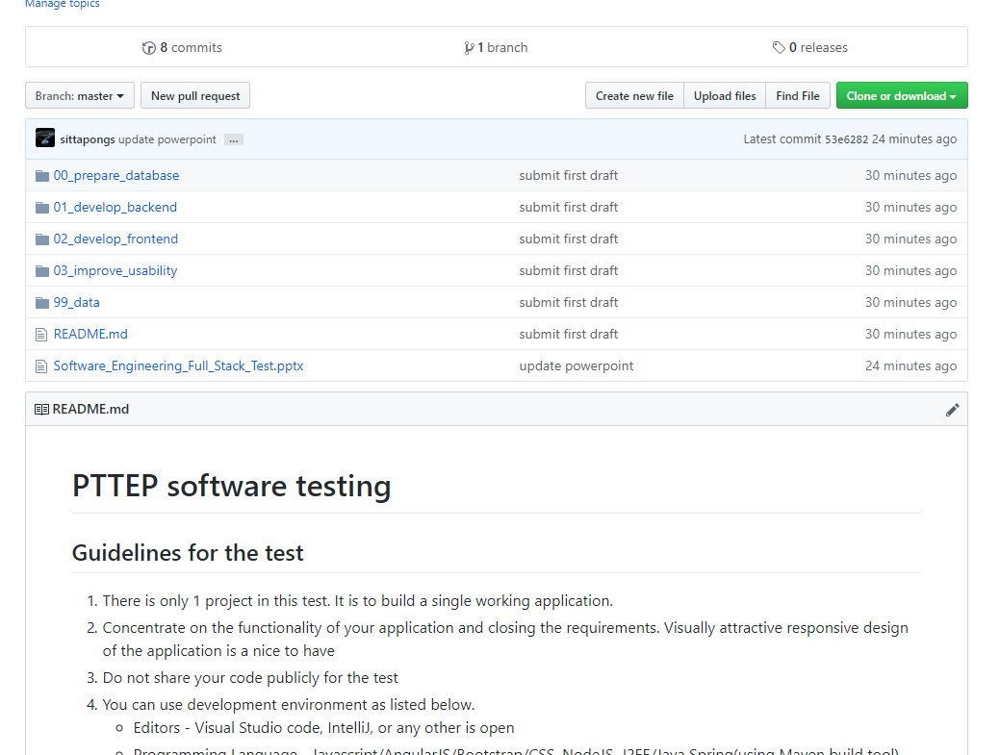 Manage topics
8 commits
1 branch
0 releases
Branch: master
New pull request
Create new file
Upload files
Find File
Clone or download
sittapongs update powerpoint ...
Latest commit 53e6282 24 minutes ago
00_prepare_database submit first draft 30 minutes ago
01_develop_backend submit first draft 30 minutes ago
02_develop_frontend submit first draft 30 minutes ago
03_improve_usability submit first draft 30 minutes ago
99_data submit first draft 30 minutes ago
README.md submit first draft 30 minutes ago
Software_Engineering_Full_Stack_Test.pptx update powerpoint 24 minutes ago
README.md
PTTEP software testing
Guidelines for the test
1. There is only 1 project in this test. It is to build a single working application.
2. Concentrate on the functionality of your application and closing the requirements. Visually attractive responsive design
of the application is a nice to have
3. Do not share your code publicly for the test
4. You can use development environment as listed below.
Editors - Visual Studio code, IntelliJ, or any other is open
Programming Language - Javascript/AngularJS/Bootstrap/CSS, NodeJS, J2EE/Java Spring(using Maven build tool)